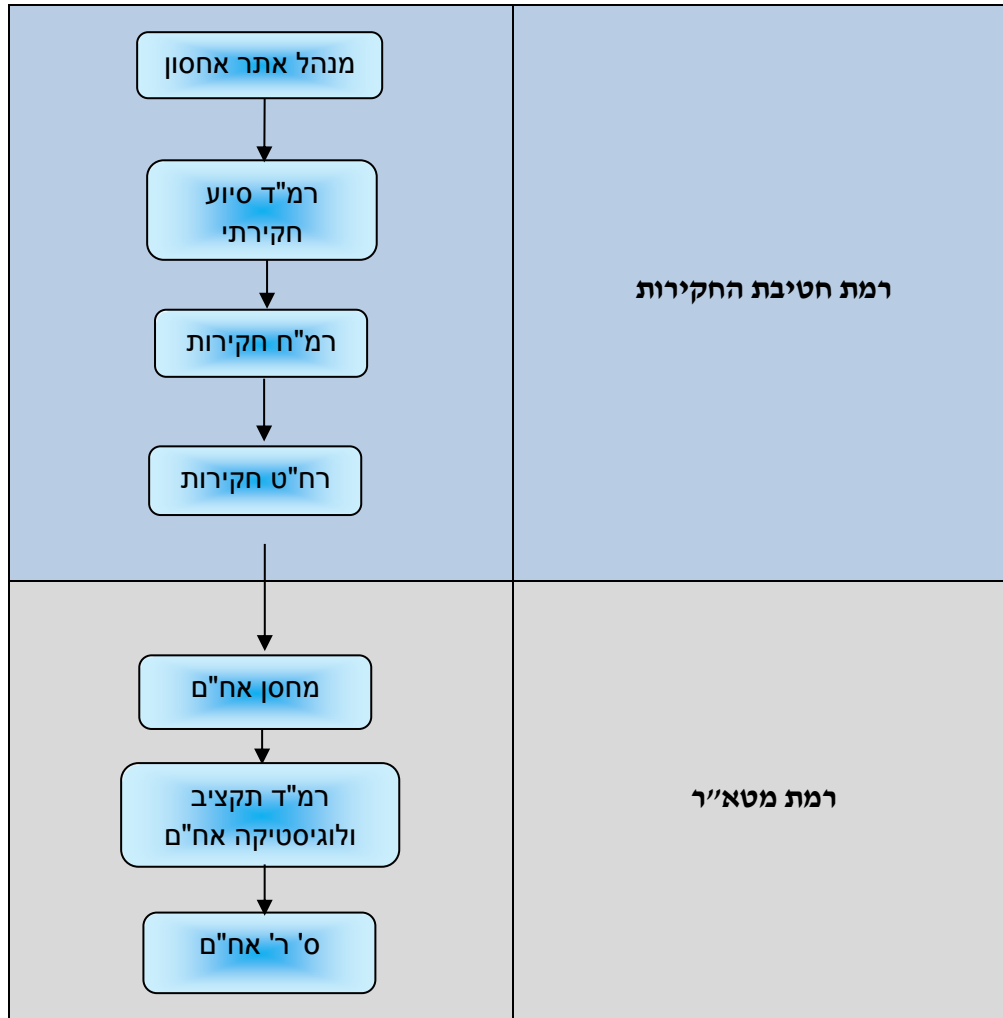 רמת חטיבת החקירות
מנהל אתר אחסון
רמ"ד סיוע
חקירתי
רמ"ח חקירות
רח"ט חקירות
רמת מטא״ר
מחסן אח"ם
רמ"ד תקציב
ולוגיסטיקה אח"ם
ס' ר' אח"ם